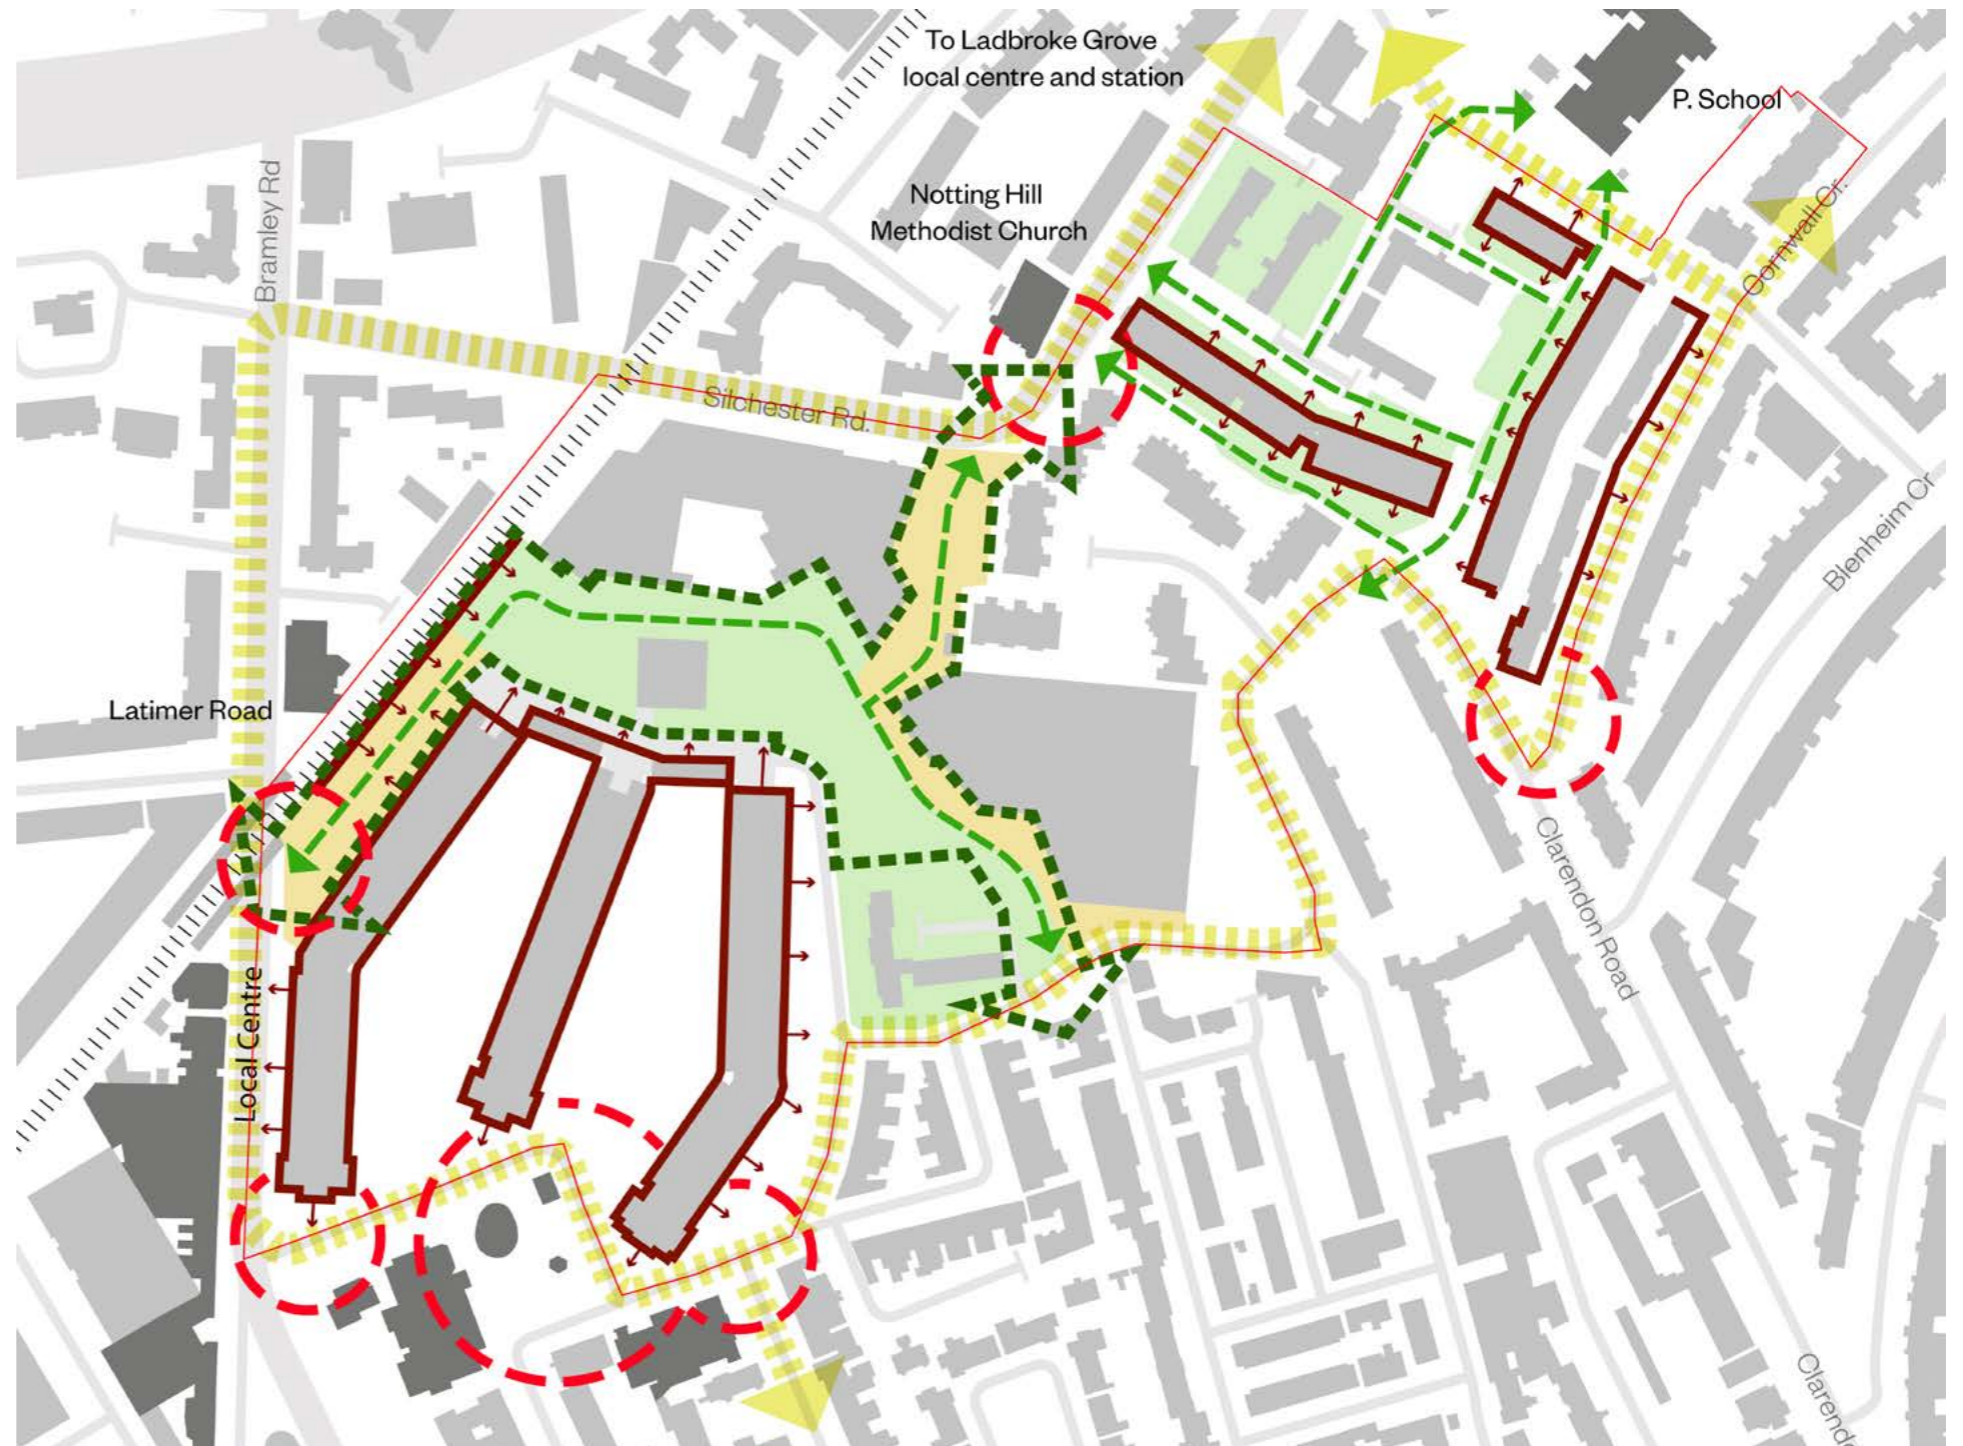 To Ladbroke Grove
local centre and station
P. School
Bramley Rd
Notting Hill
Methodist Church
Cornwall Cr.
Silchester Rd.
Blenheim Cr
Latimer Road
Clarendon Road
Local Centre
Clarend